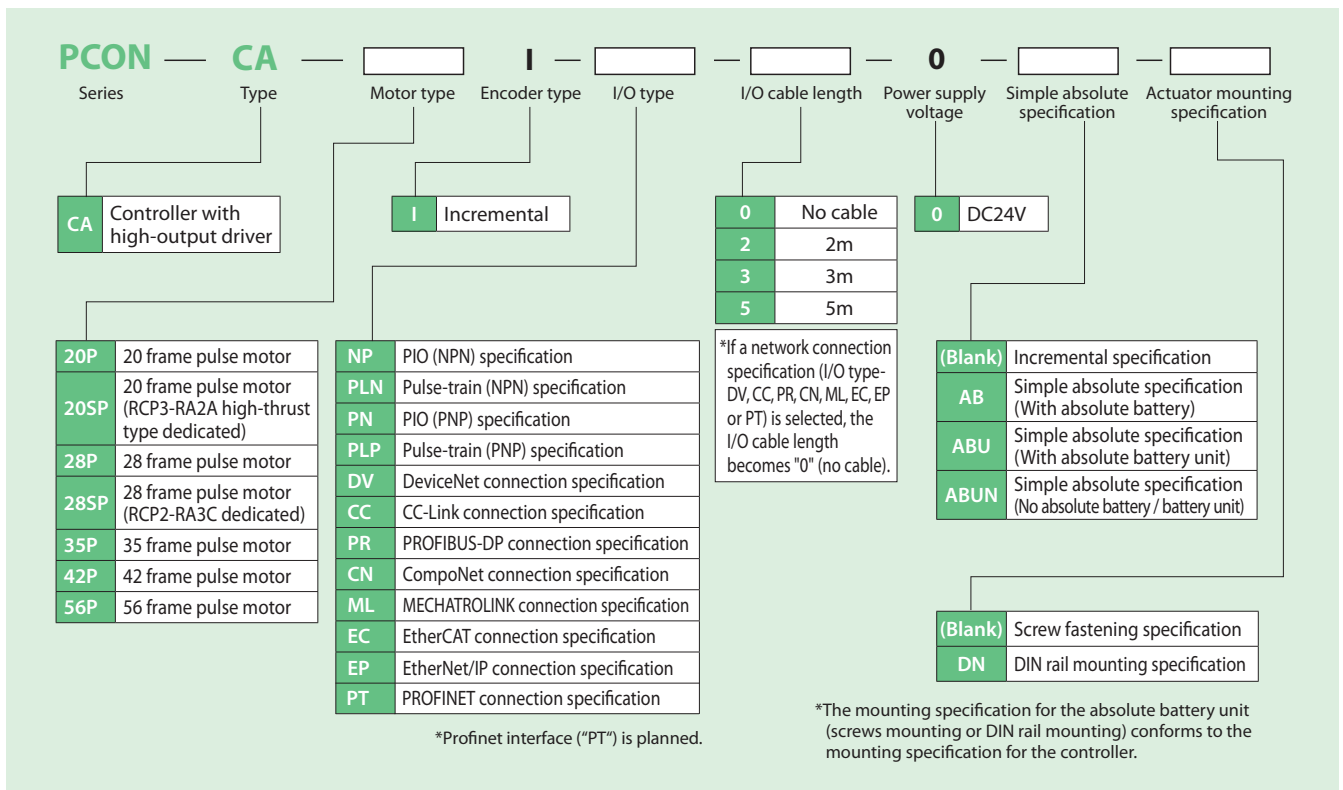 PCON — CA — I — — — 0 — —
Series Type Motor type Encoder type I/O type I/O cable length Power supply voltage Simple absolute specification Actuator mounting specification
CA Controller with
high-output driver
I Incremental
0 No cable
2 2m
3 3m
5 5m
*If a network connection
specification (I/O type-
DV, CC, PR, CN, ML, EC, EP
or PT) is selected, the
I/O cable length
becomes "0" (no cable).
0 DC24V
20P 20 frame pulse motor
20SP 20 frame pulse motor
(RCP3-RA2A high-thrust
type dedicated)
28P 28 frame pulse motor
28SP 28 frame pulse motor
(RCP2-RA3C dedicated)
35P 35 frame pulse motor
42P 42 frame pulse motor
56P 56 frame pulse motor
NP PIO (NPN) specification
PLN Pulse-train (NPN) specification
PN PIO (PNP) specification
PLP Pulse-train (PNP) specification
DV DeviceNet connection specification
CC CC-Link connection specification
PR PROFIBUS-DP connection specification
CN CompoNet connection specification
ML MECHATROLINK connection specification
EC EtherCAT connection specification
EP EtherNet/IP connection specification
PT PROFINET connection specification
*Profinet interface ("PT") is planned.
(Blank) Incremental specification
AB Simple absolute specification
(With absolute battery)
ABU Simple absolute specification
(With absolute battery unit)
ABUN Simple absolute specification
(No absolute battery / battery unit)
(Blank) Screw fastening specification
DN DIN rail mounting specification
*The mounting specification for the absolute battery unit
(screws mounting or DIN rail mounting) conforms to the
mounting specification for the controller.